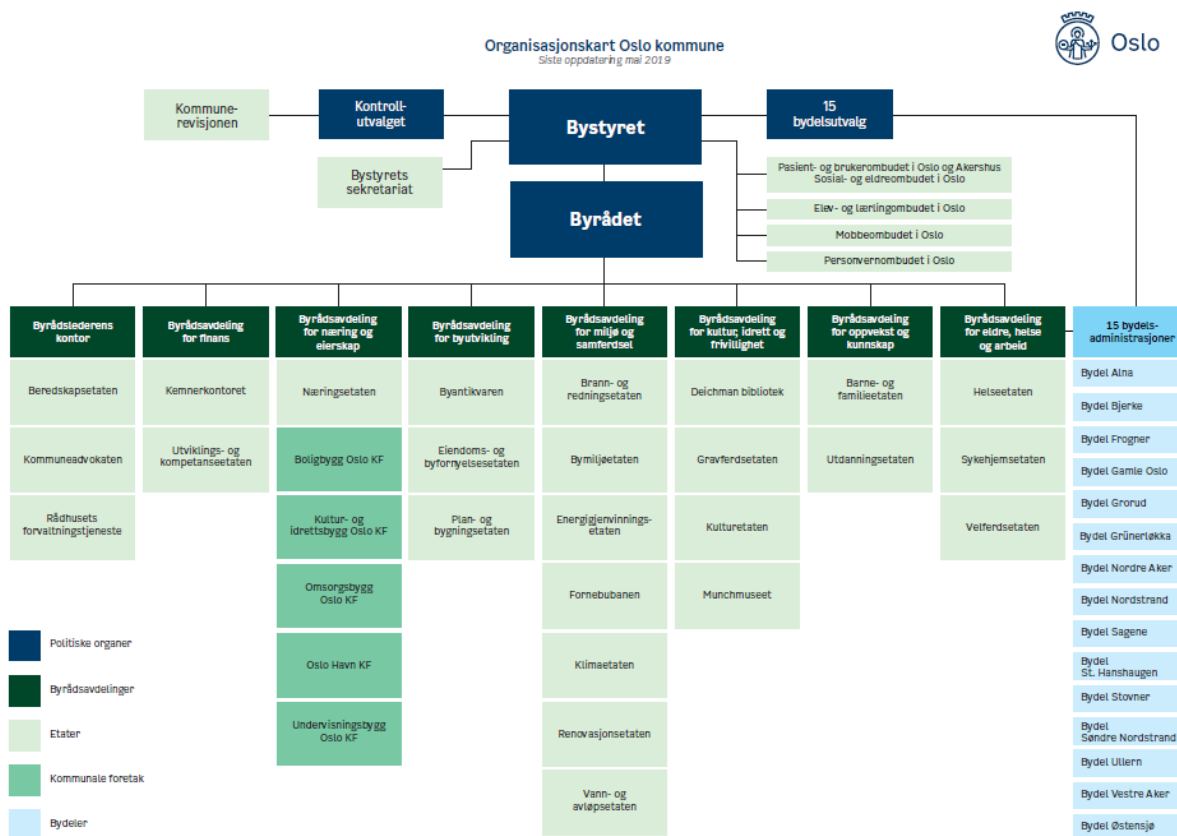 Oslo
Organisasjonskart Oslo kommune
Siste oppdatering mai 2019
Kommune-
revisjonen
Kontroll-
utvalget
Bystyret
15
bydelsutvalg
Bystyrets
sekretariat
Byrådet
Pasient- og brukerombudet i Oslo og Akershus
Sosial- og eldreombudet i Oslo
Elev- og lærlingombudet i Oslo
Mobbeombudet i Oslo
Personvernombudet i Oslo
Byrådslederens
kontor
Beredskapsetaten
Kommuneadvokaten
Rådhusets
forvaltningstjeneste
Byrådsavdeling
for finans
Kemnerkontoret
Utviklings- og
kompetanseetaten
Byrådsavdeling
for næring og
eierskap
Næringsetaten
Boligbygg Oslo KF
Kultur- og
idrettsbygg Oslo KF
Omsorgsbygg
Oslo KF
Oslo Havn KF
Undervisningsbygg
Oslo KF
Byrådsavdeling
for byutvikling
Byantikvaren
Eiendoms- og
byfornyelsesetaten
Plan- og
bygningsetaten
Byrådsavdeling
for miljø og
samferdsel
Brann- og
redningsetaten
Bymiljøetaten
Energigjenvinnings-
etaten
Fornebubanen
Klimaetaten
Renovasjonsetaten
Vann- og
avløpsetaten
Byrådsavdeling
for kultur, idrett og
frivillighet
Deichman bibliotek
Gravferdsetaten
Kulturetaten
Munchmuseet
Byrådsavdeling
for oppvekst og
kunnskap
Barne- og
familieetaten
Utdanningsetaten
Byrådsavdeling
for eldre, helse
og arbeid
Helseetaten
Sykehjemsetaten
Velferdsetaten
15 bydels-
administrasjoner
Bydel Alna
Bydel Bjerke
Bydel Frogner
Bydel Gamle Oslo
Bydel Grorud
Bydel Grünerløkka
Bydel Nordre Aker
Bydel Nordstrand
Bydel Sagene
Bydel
St. Hanshaugen
Bydel Stovner
Bydel
Søndre Nordstrand
Bydel Ullern
Bydel Vestre Aker
Bydel Østensjø
Politiske organer
Byrådsavdelinger
Etater
Kommunale foretak
Bydeler